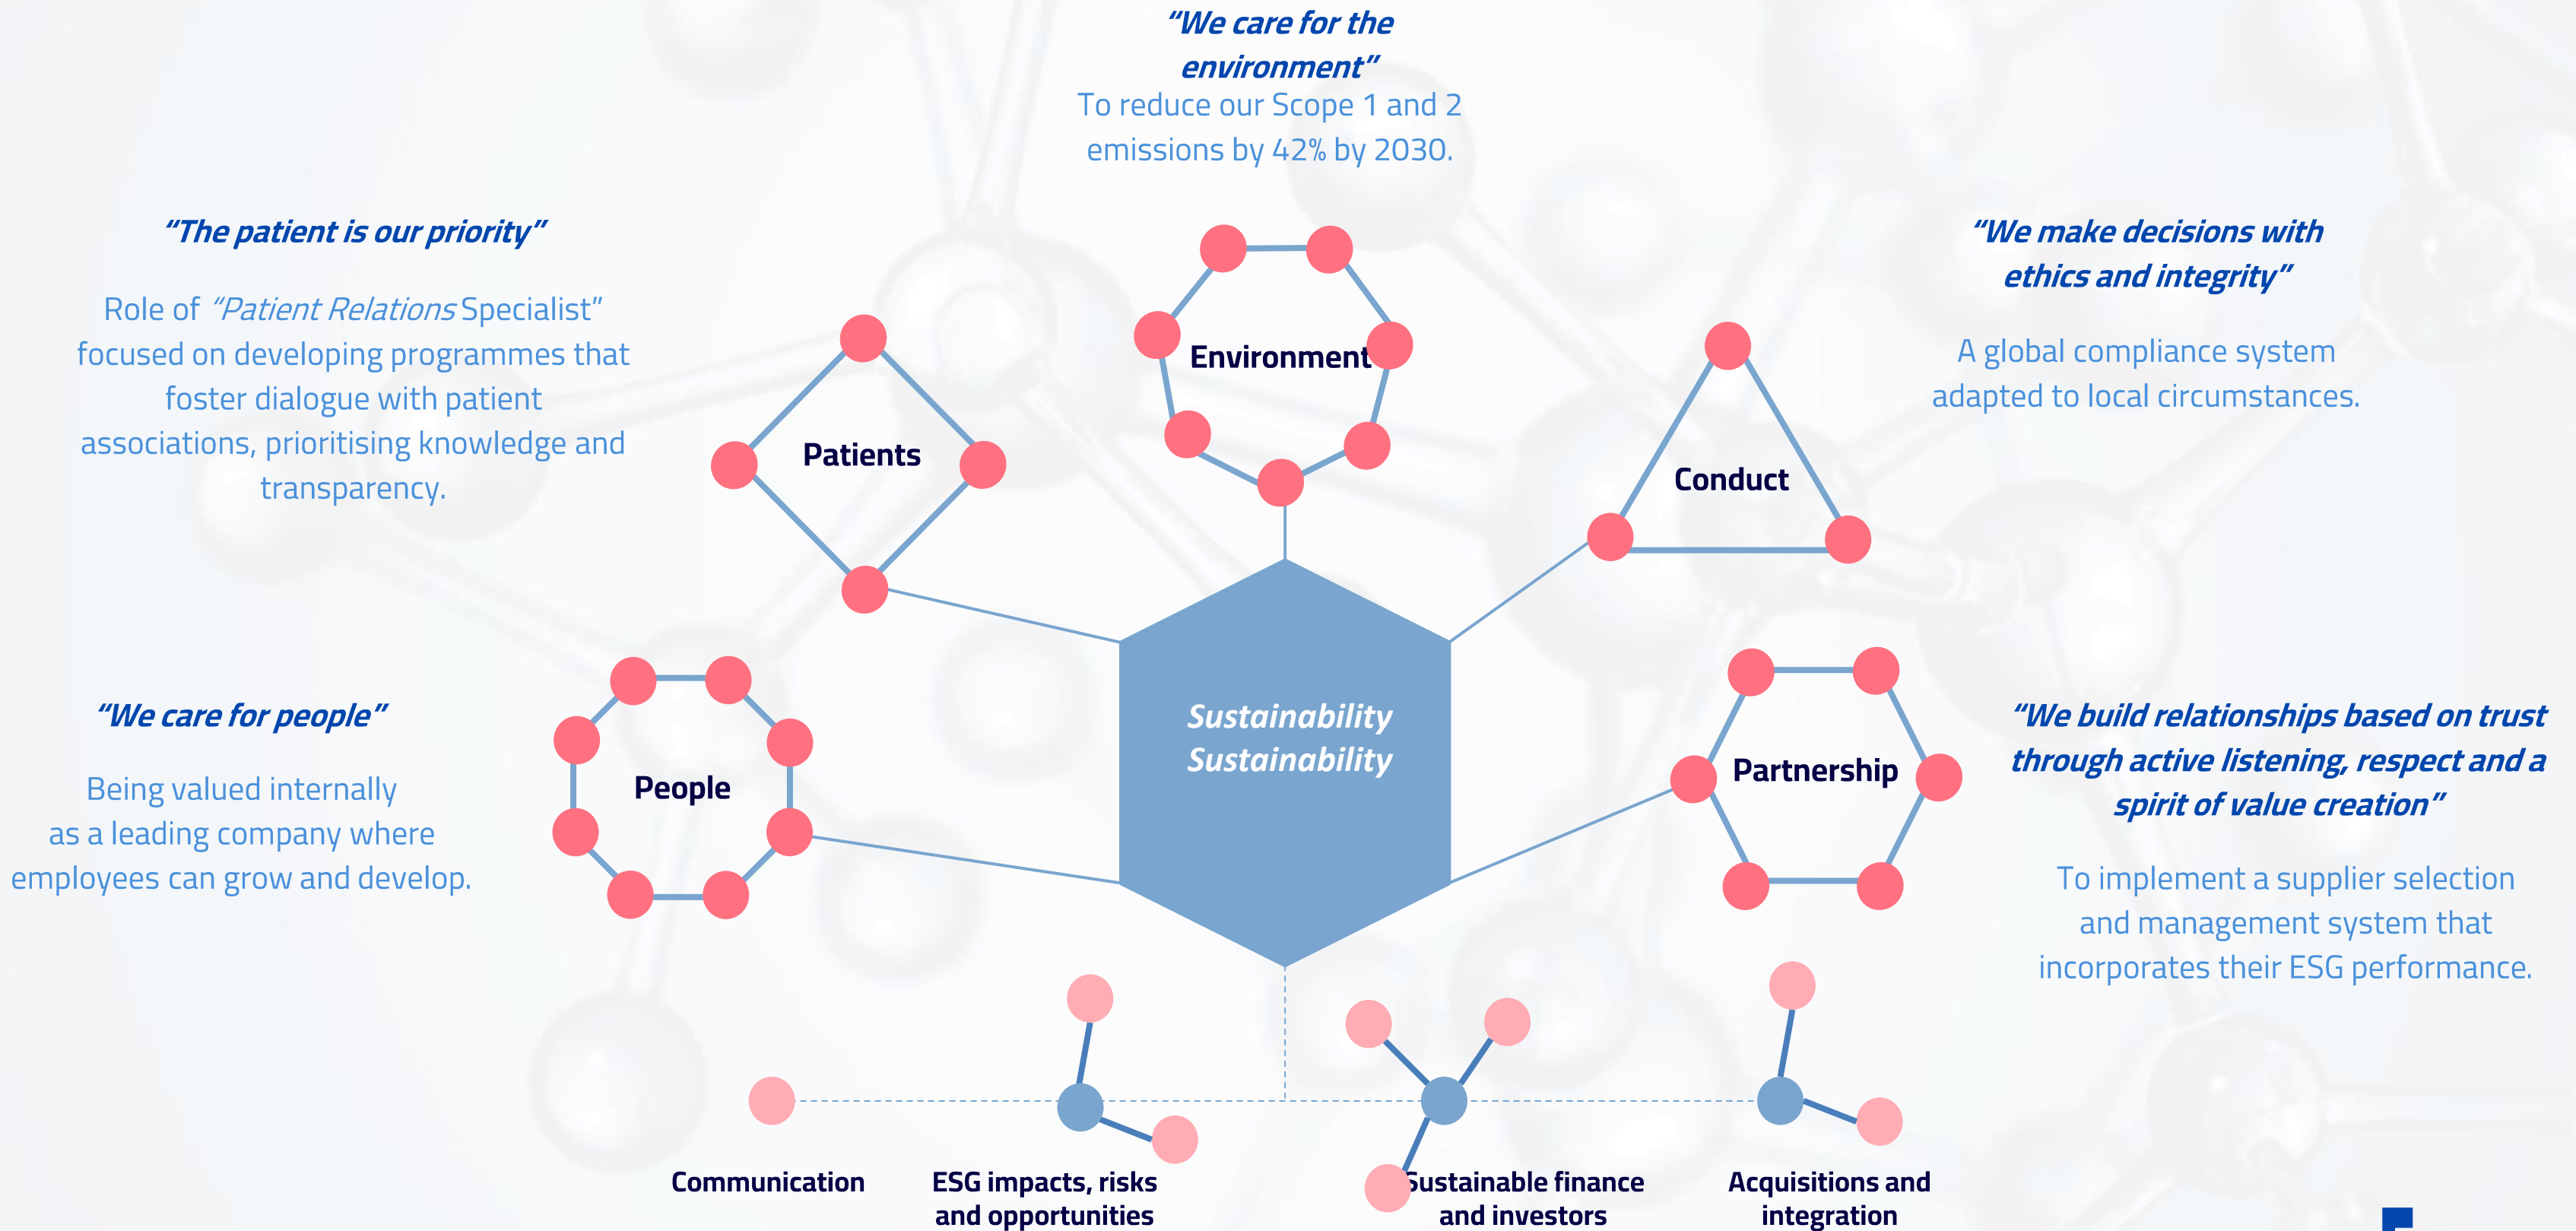 “We care for the
environment”
To reduce our Scope 1 and 2
emissions by 42% by 2030.
“The patient is our priority”
Role of “Patient Relations Specialist”
focused on developing programmes that
foster dialogue with patient
associations, prioritising knowledge and
transparency.
“We make decisions with
ethics and integrity”
A global compliance system
adapted to local circumstances.
Environment
Patients
Conduct
“We care for people”
Being valued internally
as a leading company where
employees can grow and develop.
People
Sustainability
Sustainability
Partnership
“We build relationships based on trust
through active listening, respect and a
spirit of value creation”
To implement a supplier selection
and management system that
incorporates their ESG performance.
Communication
ESG impacts, risks
and opportunities
Sustainable finance
and investors
Acquisitions and
integration